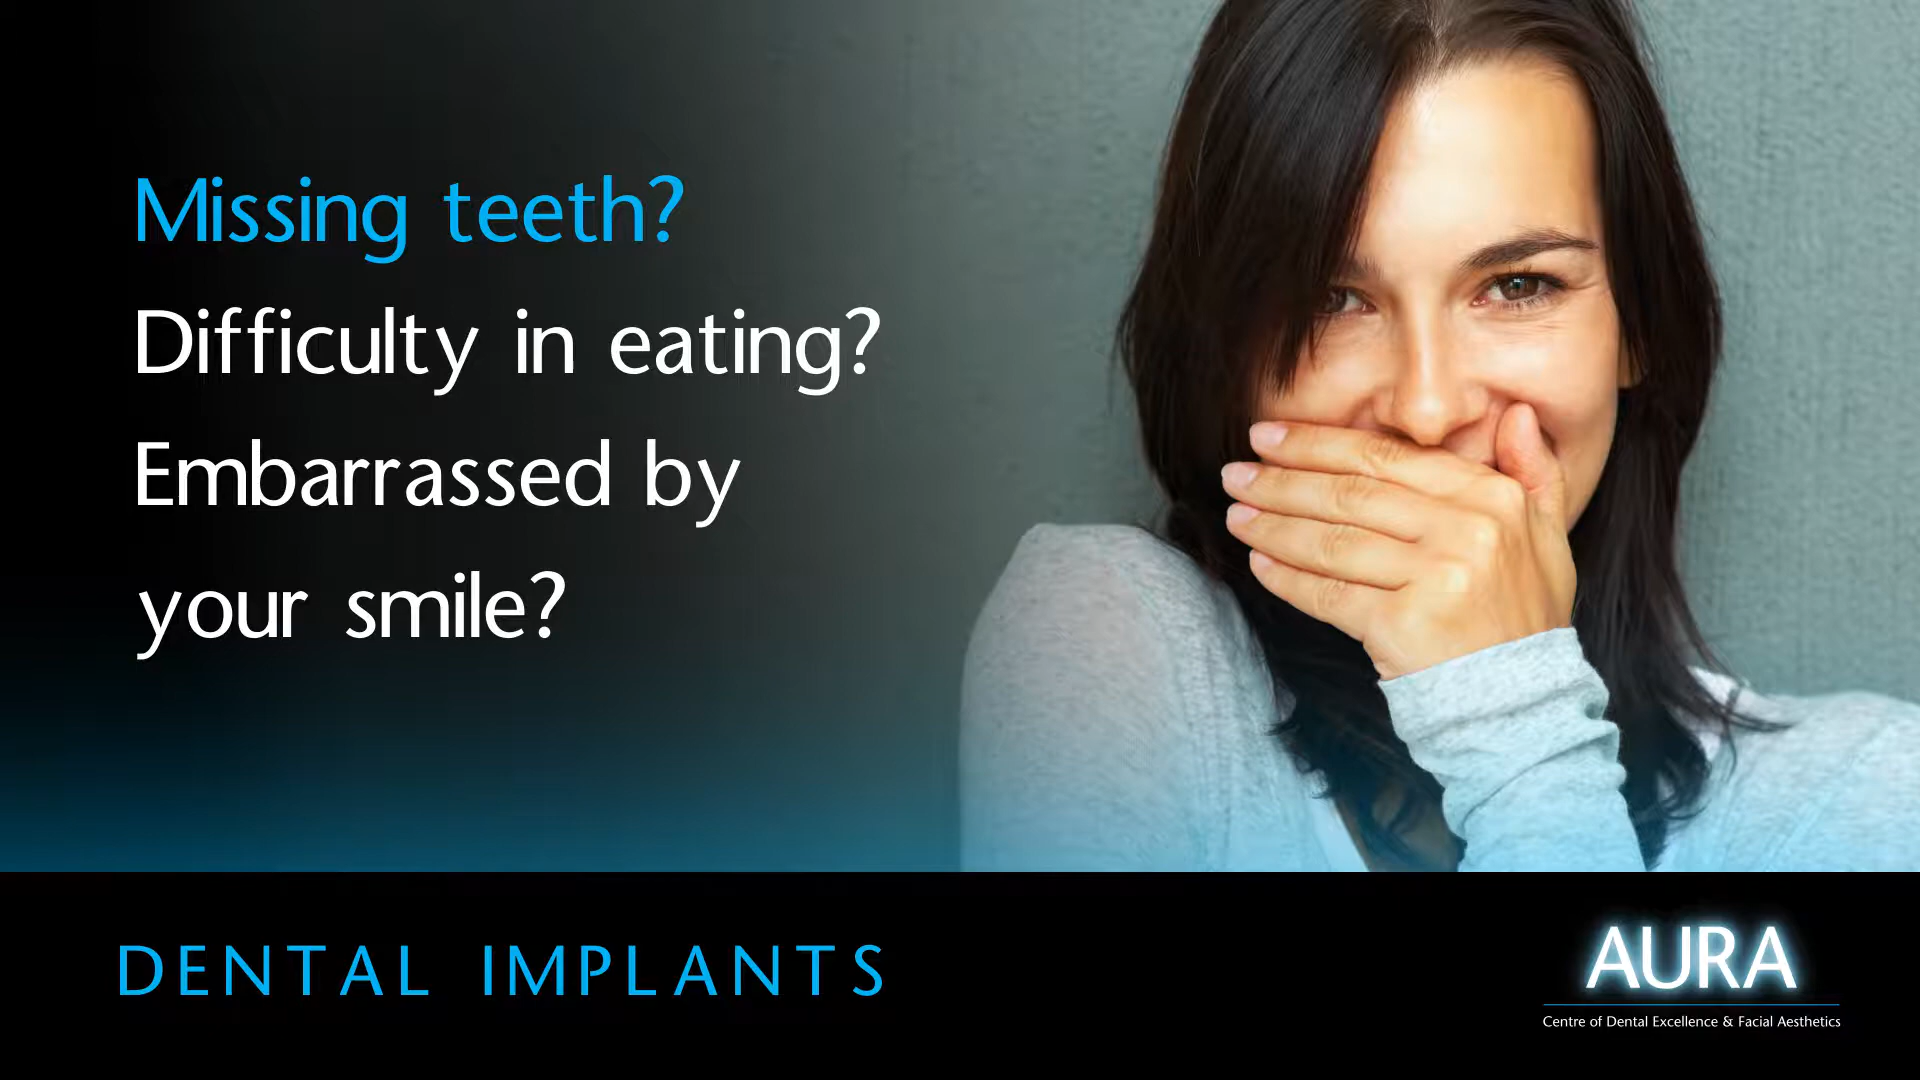 Missing teeth?
Difficulty in eating?
Embarrassed by
your smile?
DENTAL IMPLANTS
AURA
Centre of Dental Excellence & Facial Aesthetics